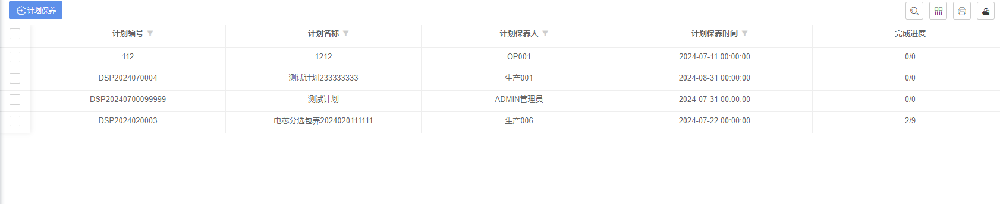 计划保养
计划编号 计划名称 计划保养人 计划保养时间 完成进度
112 1212 OP001 2024-07-11 00:00:00 0/0
DSP2024070004 测试计划233333333 生产001 2024-08-31 00:00:00 0/0
DSP20240700099999 测试计划 ADMIN管理员 2024-07-31 00:00:00 0/0
DSP2024020003 电芯分选包养2024020111111 生产006 2024-07-22 00:00:00 2/9